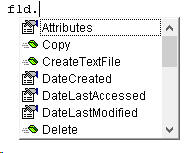 fld.
Attributes
Copy
CreateTextFile
DateCreated
DateLastAccessed
DateLastModified
Delete